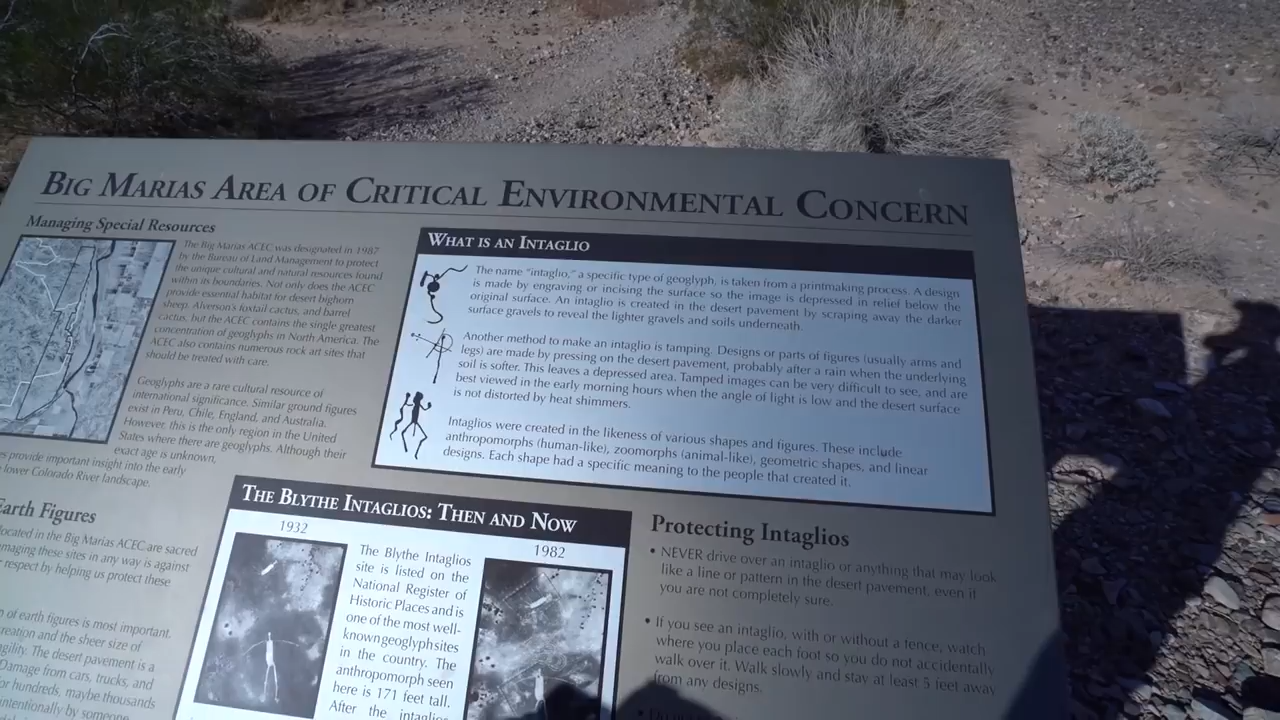 BIG MARIAS AREA OF CRITICAL ENVIRONMENTAL CONCERN
Managing Special Resources
The Big Marias ACEC was designated in 1987
by the Bureau of Land Management to protect
the unique cultural and natural resources found
within its boundaries. Not only does the ACEC
provide essential habitat for desert bighorn
sheep, Alverson's foxtail cactus, and barrel
cactus, but the ACEC contains the single greatest
concentration of geoglyphs in North America. The
ACEC also contains numerous rock art sites that
should be treated with care.
Geoglyphs are a rare cultural resource of
international significance. Similar ground figures
exist in Peru, Chile, England, and Australia.
However, this is the only region in the United
States where there are geoglyphs. Although their
exact age is unknown,
provide important insight into the early
lower Colorado River landscape.
Earth Figures
located in the Big Marias ACEC are sacred
maging these sites in any way is against
respect by helping us protect these
of earth figures is most important.
reation and the sheer size of
gility. The desert pavement is a
Damage from cars, trucks, and
or hundreds, maybe thousands
intentionally by someone
WHAT IS AN INTAGLIO
The name "intaglio," a specific type of geoglyph, is taken from a printmaking process. A design
is made by engraving or incising the surface so the image is depressed in relief below the
original surface. An intaglio is created in the desert pavement by scraping away the darker
surface gravels to reveal the lighter gravels and soils underneath.
Another method to make an intaglio is tamping. Designs or parts of figures (usually arms and
legs) are made by pressing on the desert pavement, probably after a rain when the underlying
soil is softer. This leaves a depressed area. Tamped images can be very difficult to see, and are
best viewed in the early morning hours when the angle of light is low and the desert surface
is not distorted by heat shimmers.
Intaglios were created in the likeness of various shapes and figures. These include
anthropomorphs (human-like), zoomorphs (animal-like), geometric shapes, and linear
designs. Each shape had a specific meaning to the people that created it.
THE BLYTHE INTAGLIOS: THEN AND NOW
1932
The Blythe Intaglios
site is listed on the
National Register of
Historic Places and is
one of the most well-
known geoglyph sites
in the country. The
anthropomorph seen
here is 171 feet tall.
After the intaglios
1982
Protecting Intaglios
• NEVER drive over an intaglio or anything that may look
like a line or pattern in the desert pavement, even if
you are not completely sure.
• If you see an intaglio, with or without a fence, watch
where you place each foot so you do not accidentally
walk over it. Walk slowly and stay at least 5 feet away
from any designs.